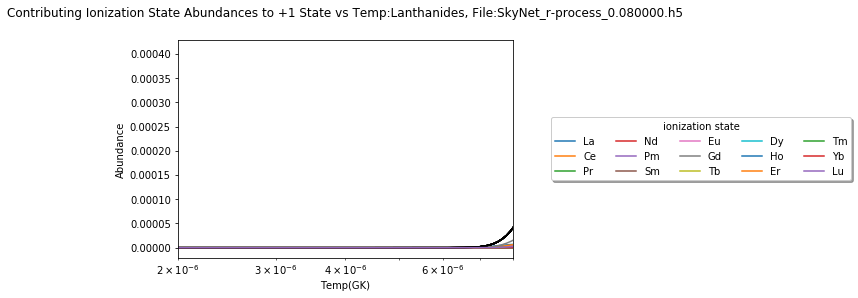 Contributing Ionization State Abundances to +1 State vs Temp:Lanthanides, File:SkyNet_r-process_0.080000.h5
0.00040
0.00035
0.00030
0.00025
0.00020
0.00015
0.00010
0.00005
0.00000
Abundance
2 × 10⁻⁶
3 × 10⁻⁶
4 × 10⁻⁶
6 × 10⁻⁶
Temp(GK)
ionization state
La Nd Eu Dy Tm
Ce Pm Gd Ho Yb
Pr Sm Tb Er Lu